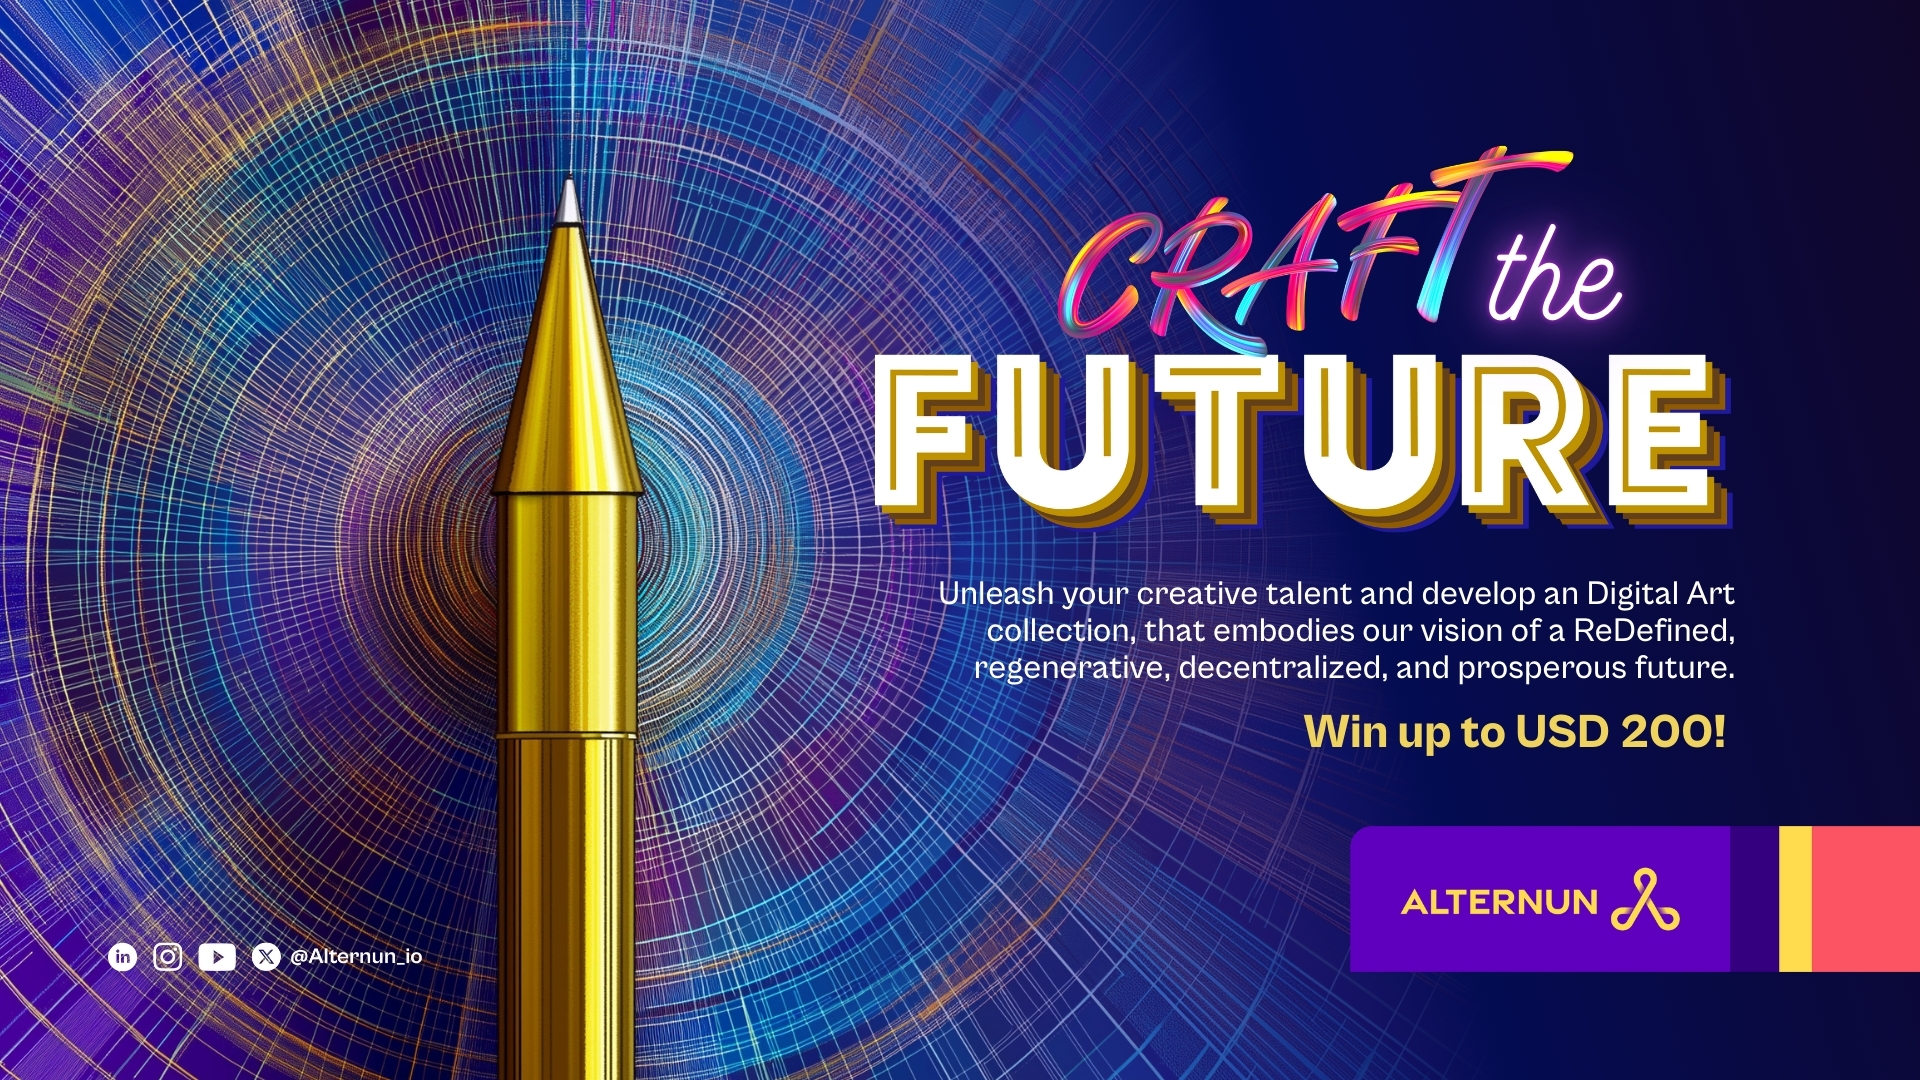 CRAFT the
FUTURE
Unleash your creative talent and develop an Digital Art
collection, that embodies our vision of a ReDefined,
regenerative, decentralized, and prosperous future.
Win up to USD 200!
ALTERNUN
in
X
@Alternun_io